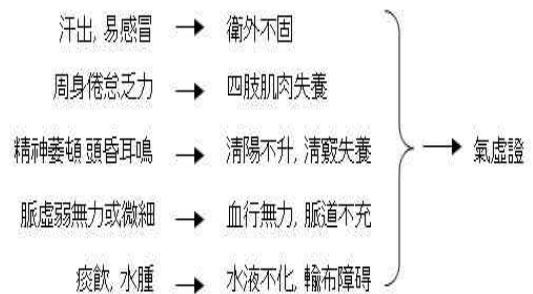 汗出, 易感冒 → 衛外不固
周身倦怠乏力 → 四肢肌肉失養
精神萎頓 頭昏耳鳴 → 清陽不升, 清竅失養 → 氣虛證
脈虛弱無力或微細 → 血行無力, 脈道不充
痰飲, 水腫 → 水液不化, 輸布障碍